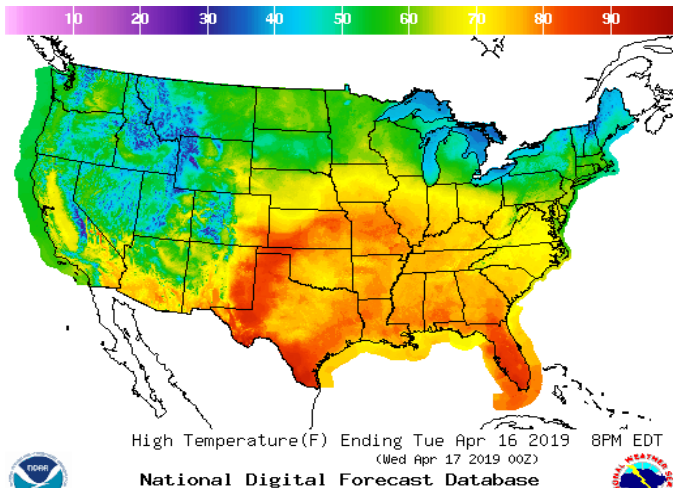 10 20 30 40 50 60 70 80 90
High Temperature(F) Ending Tue Apr 16 2019 8PM EDT
(Wed Apr 17 2019 00Z)
National Digital Forecast Database
NOAA